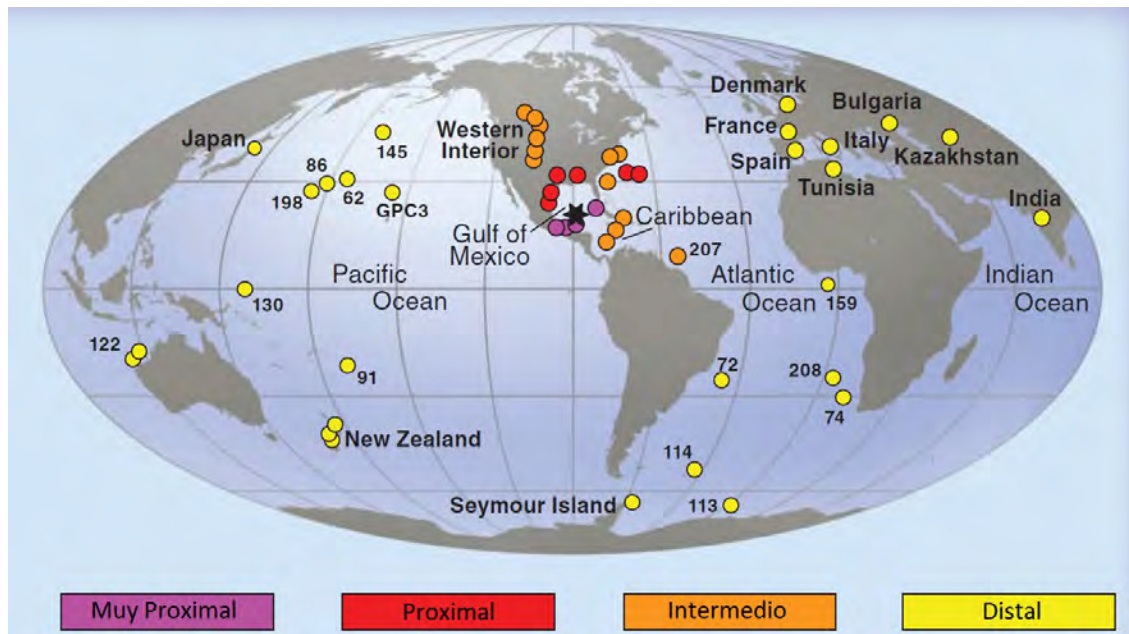 Denmark
Bulgaria
Japan
145
Western
Interior
France
Italy
Kazakhstan
Spain
86
198
62
GPC3
Tunisia
India
Gulf of
Mexico
Caribbean
207
Pacific
Ocean
Atlantic
Ocean
Indian
Ocean
130
159
122
91
72
208
74
New Zealand
114
Seymour Island
113
Muy Proximal
Proximal
Intermedio
Distal